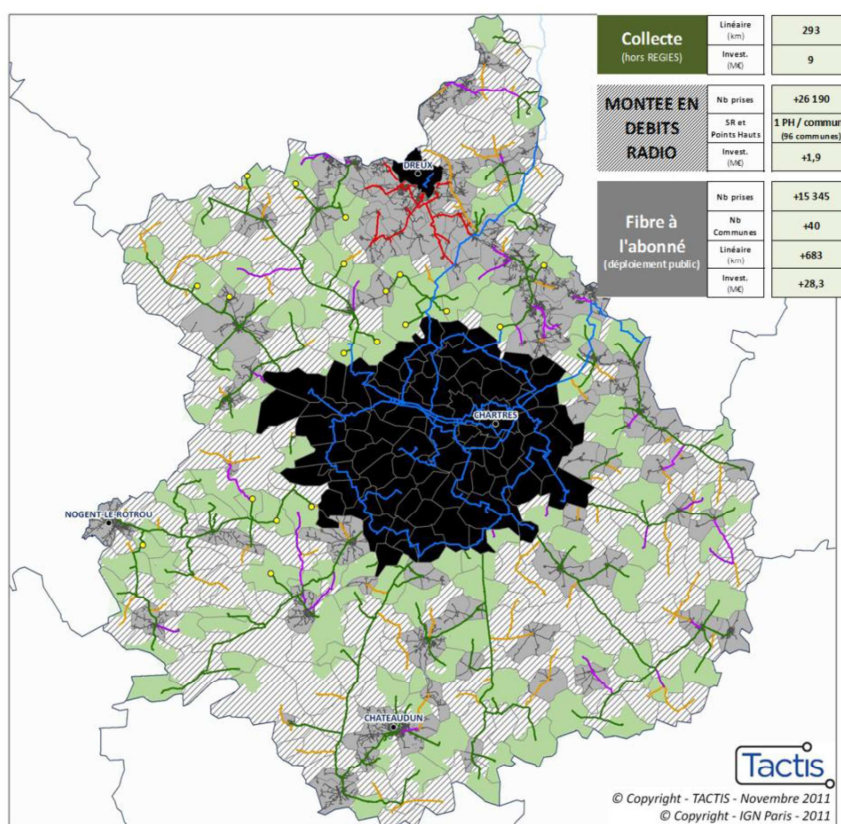 Collecte
(hors REGIES)
Linéaire
(km)
293
Invest.
(M€)
9
MONTEE EN
DEBITS
RADIO
Nb prises
+26 190
SR et
Points Hauts
1 PH / commun
(96 communes)
Invest.
(M€)
+1,9
Fibre à
l'abonné
(déploiement public)
Nb prises
+15 345
Nb
Communes
+40
Linéaire
(km)
+683
Invest.
(M€)
+28,3
DREUX
CHARTRES
NOGENT-LE-ROTROU
CHATEAUDUN
Tactis
© Copyright - TACTIS - Novembre 2011
© Copyright - IGN Paris - 2011